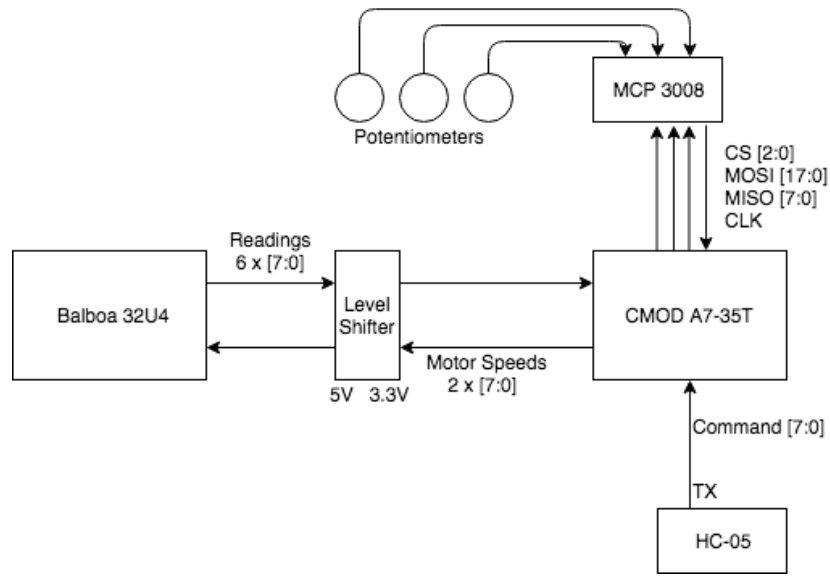 MCP 3008
Potentiometers
CS [2:0]
MOSI [17:0]
MISO [7:0]
CLK
Readings
6 x [7:0]
Balboa 32U4
Level
Shifter
CMOD A7-35T
Motor Speeds
2 x [7:0]
5V 3.3V
Command [7:0]
TX
HC-05